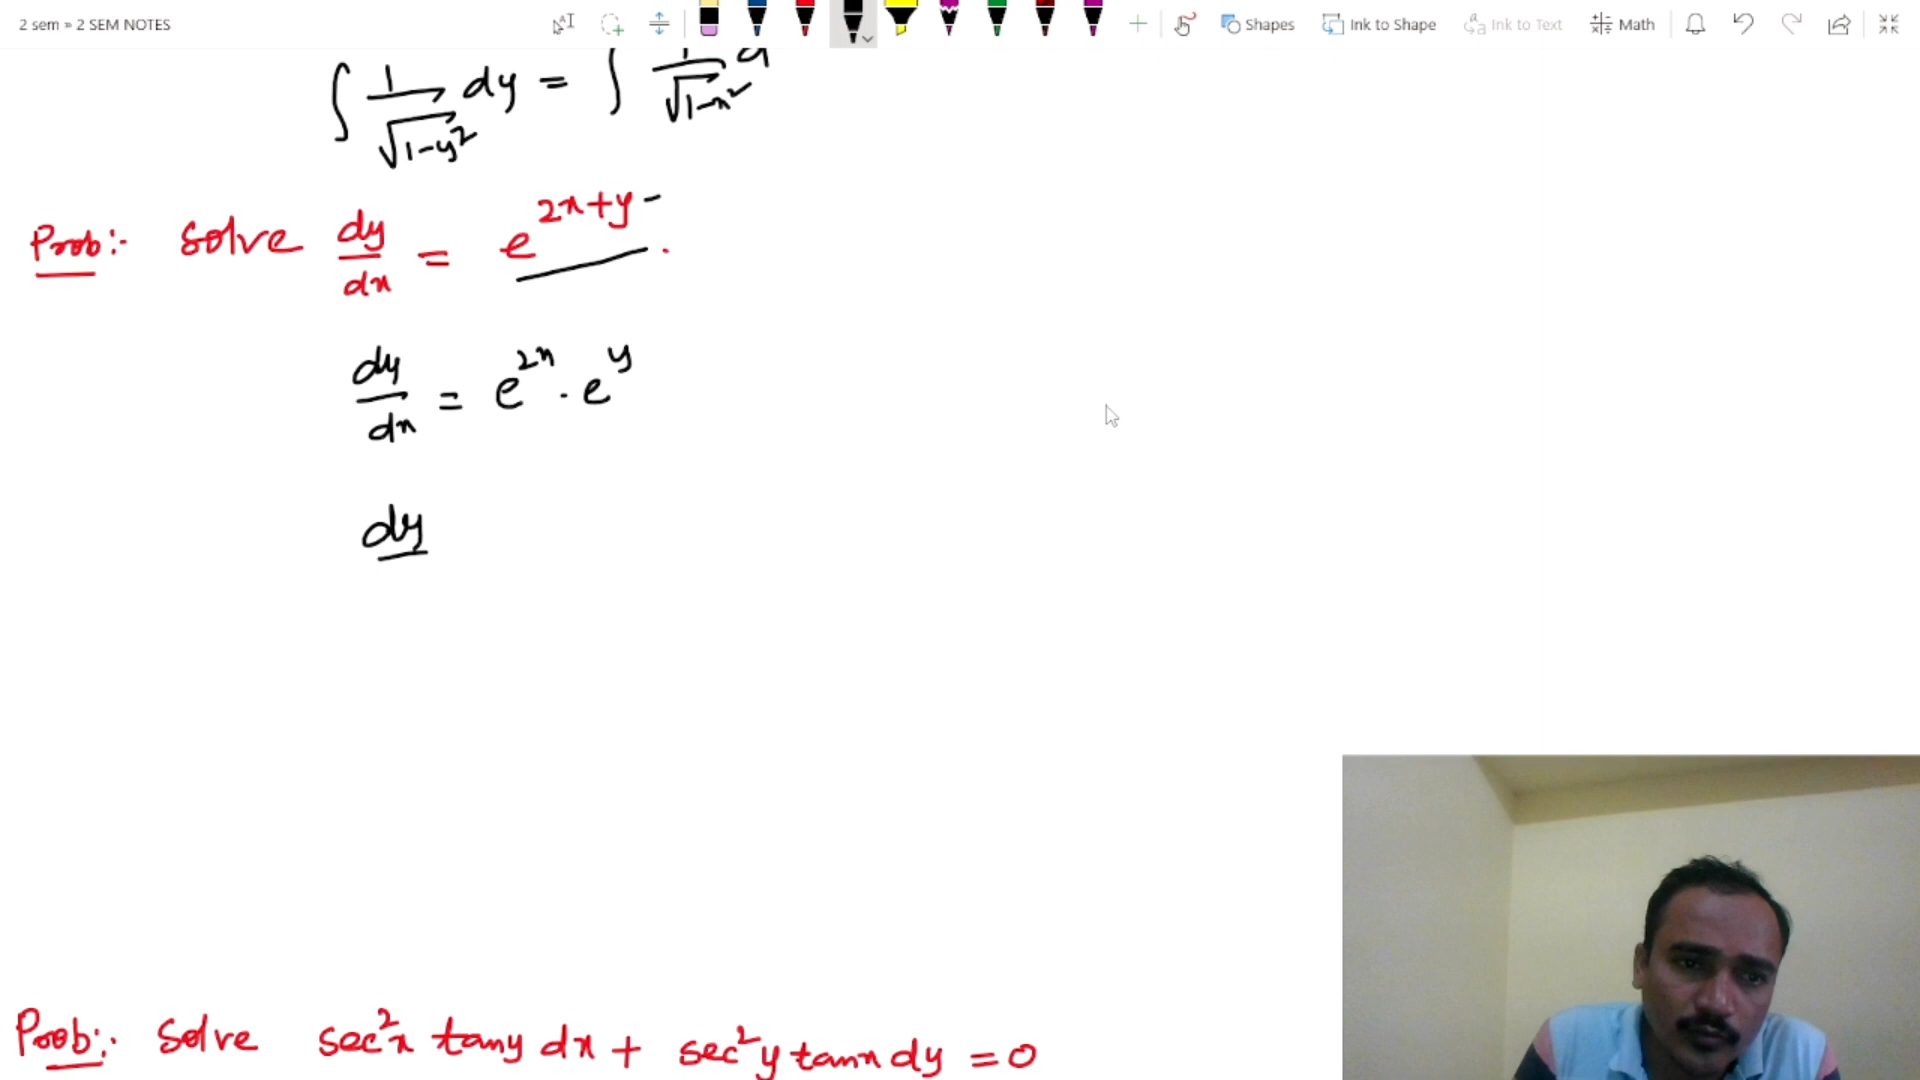 2 sem » 2 SEM NOTES Shapes Ink to Shape Ink to Text Math
∫ 1/√(1-y²) dy = ∫ 1/√(1-x²) d
Prob:- Solve dy/dx = e^(2x+y) .
dy/dx = e^(2x) . e^y
dy
Prob:- Solve sec²x tany dx + sec²y tanx dy = 0